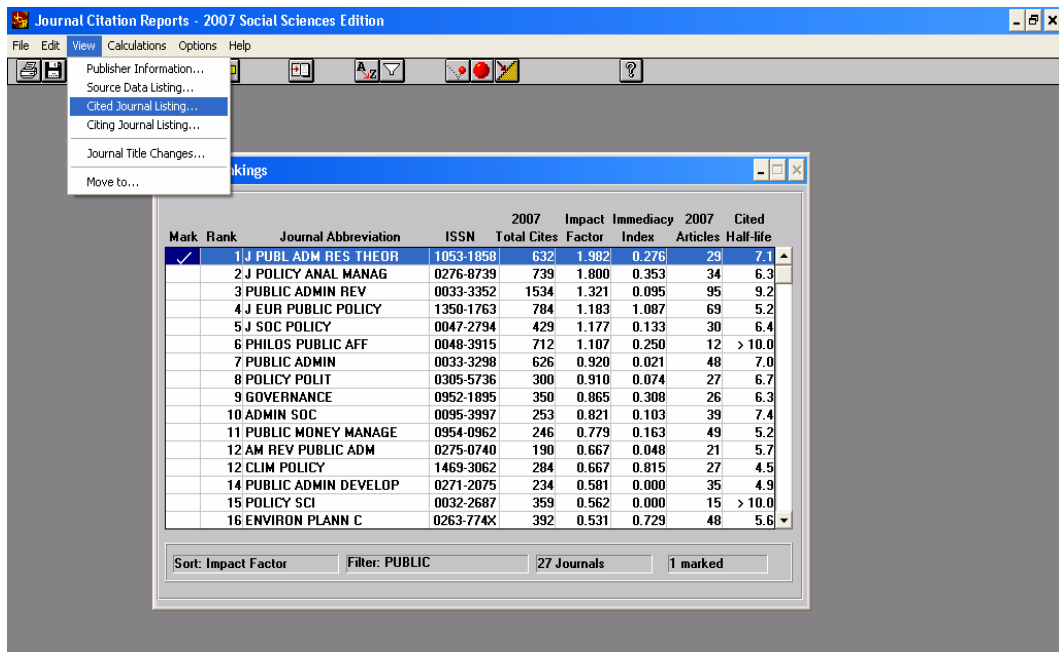 Journal Citation Reports - 2007 Social Sciences Edition
File Edit View Calculations Options Help
Publisher Information...
Source Data Listing...
Cited Journal Listing...
Citing Journal Listing...
Journal Title Changes...
Move to...
2007 Impact Immediacy 2007 Cited
Mark Rank Journal Abbreviation ISSN Total Cites Factor Index Articles Half-life
1 J PUBL ADM RES THEOR 1053-1858 632 1.982 0.276 29 7.1
2 J POLICY ANAL MANAG 0276-8739 739 1.800 0.353 34 6.3
3 PUBLIC ADMIN REV 0033-3352 1534 1.321 0.095 95 9.2
4 J EUR PUBLIC POLICY 1350-1763 784 1.183 1.087 69 5.2
5 J SOC POLICY 0047-2794 429 1.177 0.133 30 6.4
6 PHILOS PUBLIC AFF 0048-3915 712 1.107 0.250 12 > 10.0
7 PUBLIC ADMIN 0033-3298 626 0.920 0.021 48 7.0
8 POLICY POLIT 0305-5736 300 0.910 0.074 27 6.7
9 GOVERNANCE 0952-1895 350 0.865 0.308 26 6.3
10 ADMIN SOC 0095-3997 253 0.821 0.103 39 7.4
11 PUBLIC MONEY MANAGE 0954-0962 246 0.779 0.163 49 5.2
12 AM REV PUBLIC ADM 0275-0740 190 0.667 0.048 21 5.7
12 CLIM POLICY 1469-3062 284 0.667 0.815 27 4.5
14 PUBLIC ADMIN DEVELOP 0271-2075 234 0.581 0.000 35 4.9
15 POLICY SCI 0032-2687 359 0.562 0.000 15 > 10.0
16 ENVIRON PLANN C 0263-774X 392 0.531 0.729 48 5.6
Sort: Impact Factor Filter: PUBLIC 27 Journals 1 marked